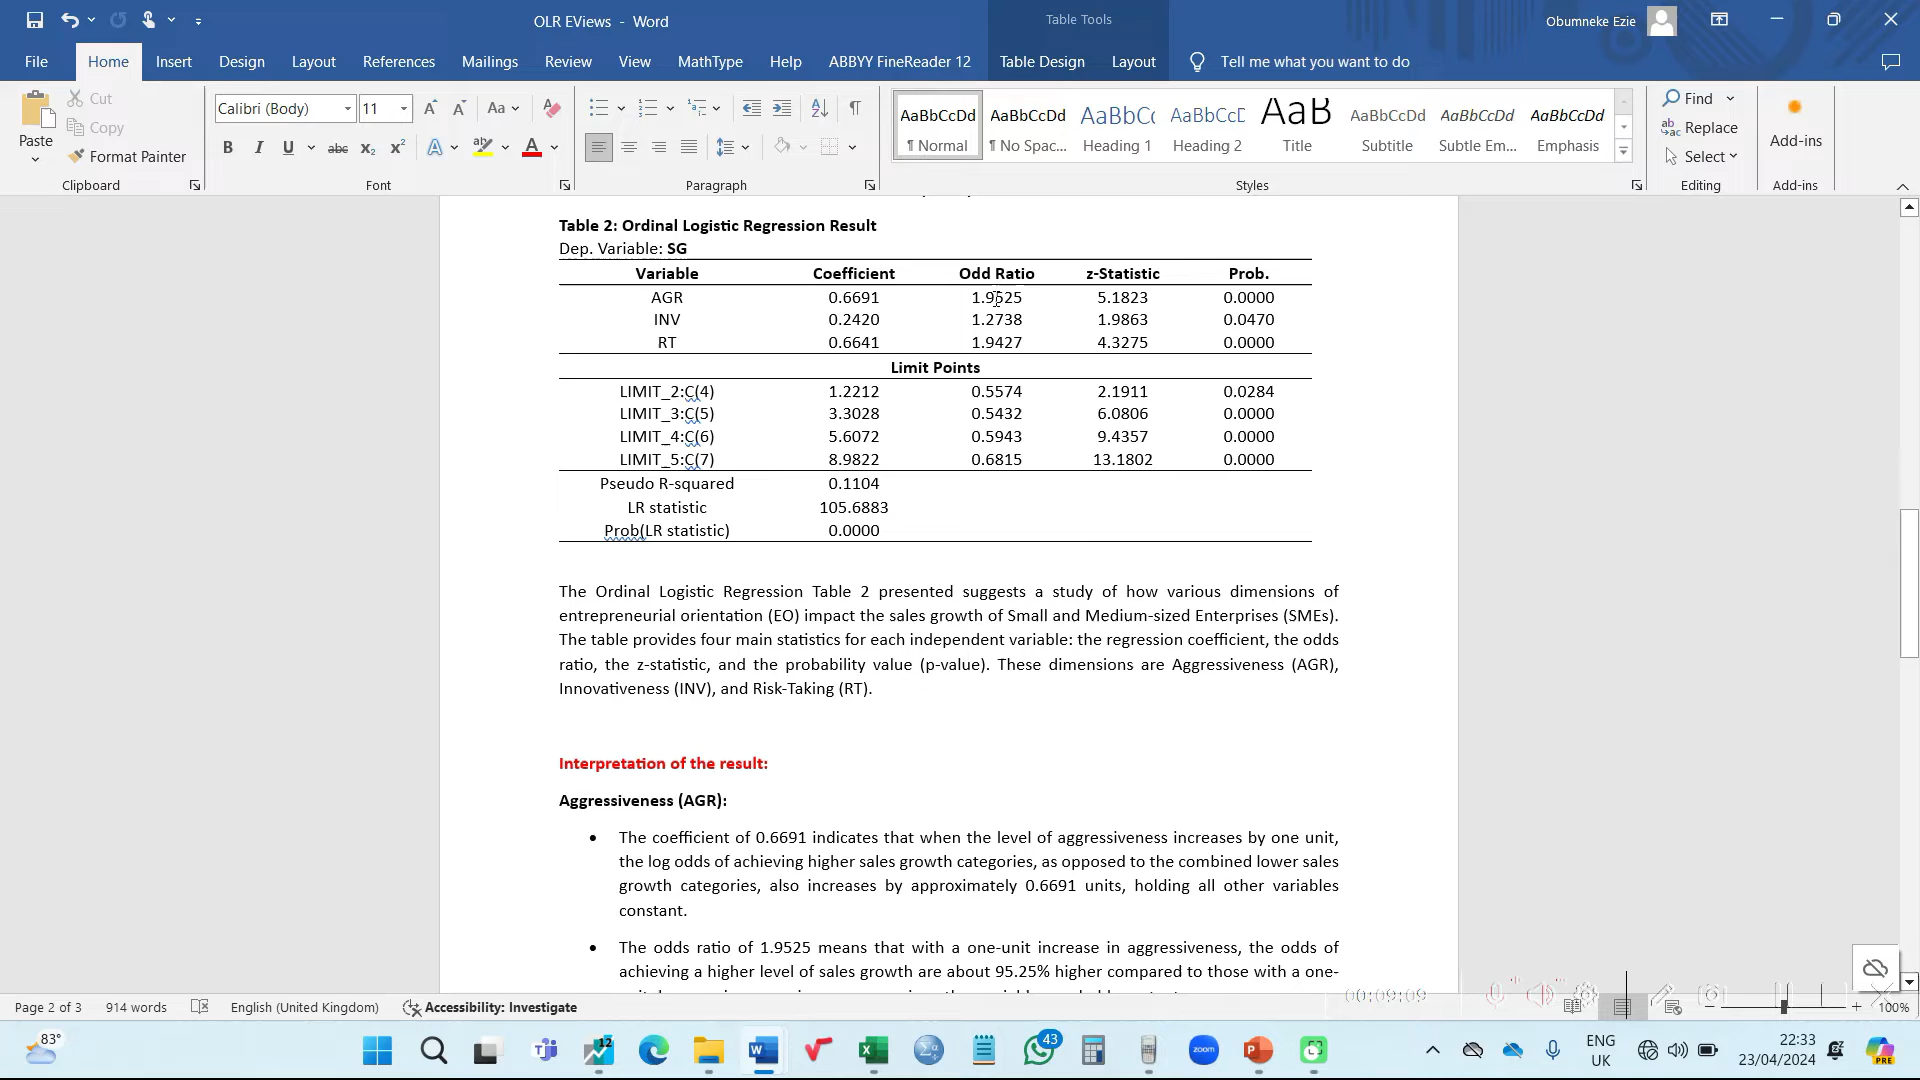 OLR EViews - Word
Table Tools
Obumneke Ezie
File Home Insert Design Layout References Mailings Review View MathType Help ABBYY FineReader 12 Table Design Layout Tell me what you want to do
Paste
Cut
Copy
Format Painter
Clipboard
Calibri (Body) 11
Font
Paragraph
AaBbCcDd AaBbCcDd AaBbCc AaBbCcC AaB AaBbCcDd AaBbCcDd AaBbCcDd
¶ Normal ¶ No Spac... Heading 1 Heading 2 Title Subtitle Subtle Em... Emphasis
Styles
Find
Replace
Select
Editing
Add-ins
Add-ins
Table 2: Ordinal Logistic Regression Result
Dep. Variable: SG
Variable Coefficient Odd Ratio z-Statistic Prob.
AGR 0.6691 1.9525 5.1823 0.0000
INV 0.2420 1.2738 1.9863 0.0470
RT 0.6641 1.9427 4.3275 0.0000
Limit Points
LIMIT_2:C(4) 1.2212 0.5574 2.1911 0.0284
LIMIT_3:C(5) 3.3028 0.5432 6.0806 0.0000
LIMIT_4:C(6) 5.6072 0.5943 9.4357 0.0000
LIMIT_5:C(7) 8.9822 0.6815 13.1802 0.0000
Pseudo R-squared 0.1104
LR statistic 105.6883
Prob(LR statistic) 0.0000
The Ordinal Logistic Regression Table 2 presented suggests a study of how various dimensions of
entrepreneurial orientation (EO) impact the sales growth of Small and Medium-sized Enterprises (SMEs).
The table provides four main statistics for each independent variable: the regression coefficient, the odds
ratio, the z-statistic, and the probability value (p-value). These dimensions are Aggressiveness (AGR),
Innovativeness (INV), and Risk-Taking (RT).
Interpretation of the result:
Aggressiveness (AGR):
• The coefficient of 0.6691 indicates that when the level of aggressiveness increases by one unit,
the log odds of achieving higher sales growth categories, as opposed to the combined lower sales
growth categories, also increases by approximately 0.6691 units, holding all other variables
constant.
• The odds ratio of 1.9525 means that with a one-unit increase in aggressiveness, the odds of
achieving a higher level of sales growth are about 95.25% higher compared to those with a one-
00:09:09
Page 2 of 3 914 words English (United Kingdom) Accessibility: Investigate 100%
83°
12
43
zoom
ENG
UK
22:33
23/04/2024
PRE